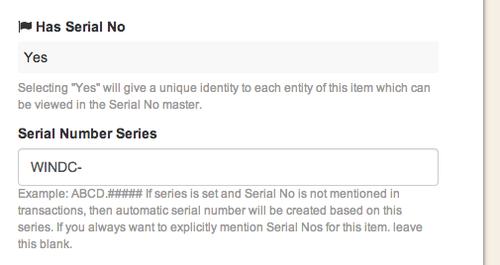 Has Serial No
Yes
Selecting "Yes" will give a unique identity to each entity of this item which can
be viewed in the Serial No master.
Serial Number Series
WINDC-
Example: ABCD.##### If series is set and Serial No is not mentioned in
transactions, then automatic serial number will be created based on this
series. If you always want to explicitly mention Serial Nos for this item. leave
this blank.